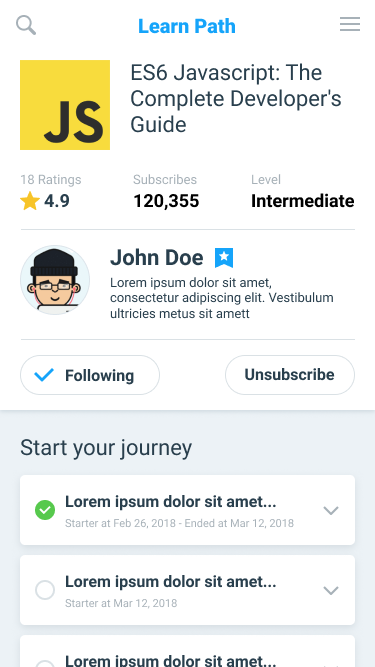 Learn Path
JS
ES6 Javascript: The
Complete Developer's
Guide
18 Ratings
Subscribes
Level
4.9
120,355
Intermediate
John Doe
Lorem ipsum dolor sit amet,
consectetur adipiscing elit. Vestibulum
ultricies metus sit amett
Following
Unsubscribe
Start your journey
Lorem ipsum dolor sit amet...
Starter at Feb 26, 2018 - Ended at Mar 12, 2018
Lorem ipsum dolor sit amet...
Starter at Mar 12, 2018
Lorem ipsum dolor sit amet...